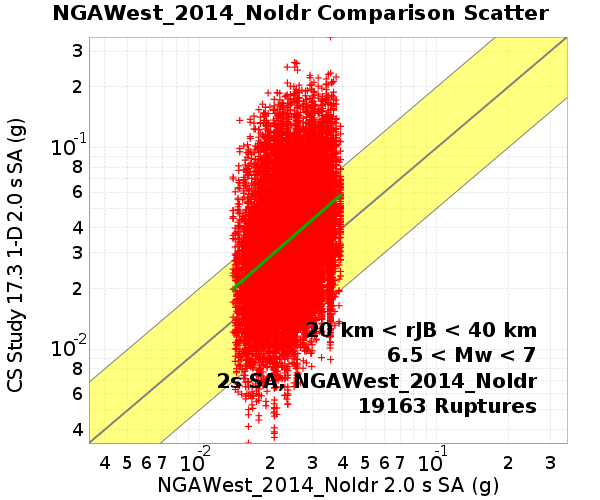 NGAWest_2014_NoIdr Comparison Scatter
CS Study 17.3 1-D 2.0 s SA (g)
3
2
10-1
8
6
4
3
2
10-2
8
6
4
20 km < rJB < 40 km
6.5 < Mw < 7
2s SA, NGAWest_2014_NoIdr
19163 Ruptures
4 5 6 7 10-2 2 3 4 5 6 7 10-1 2 3
NGAWest_2014_NoIdr 2.0 s SA (g)